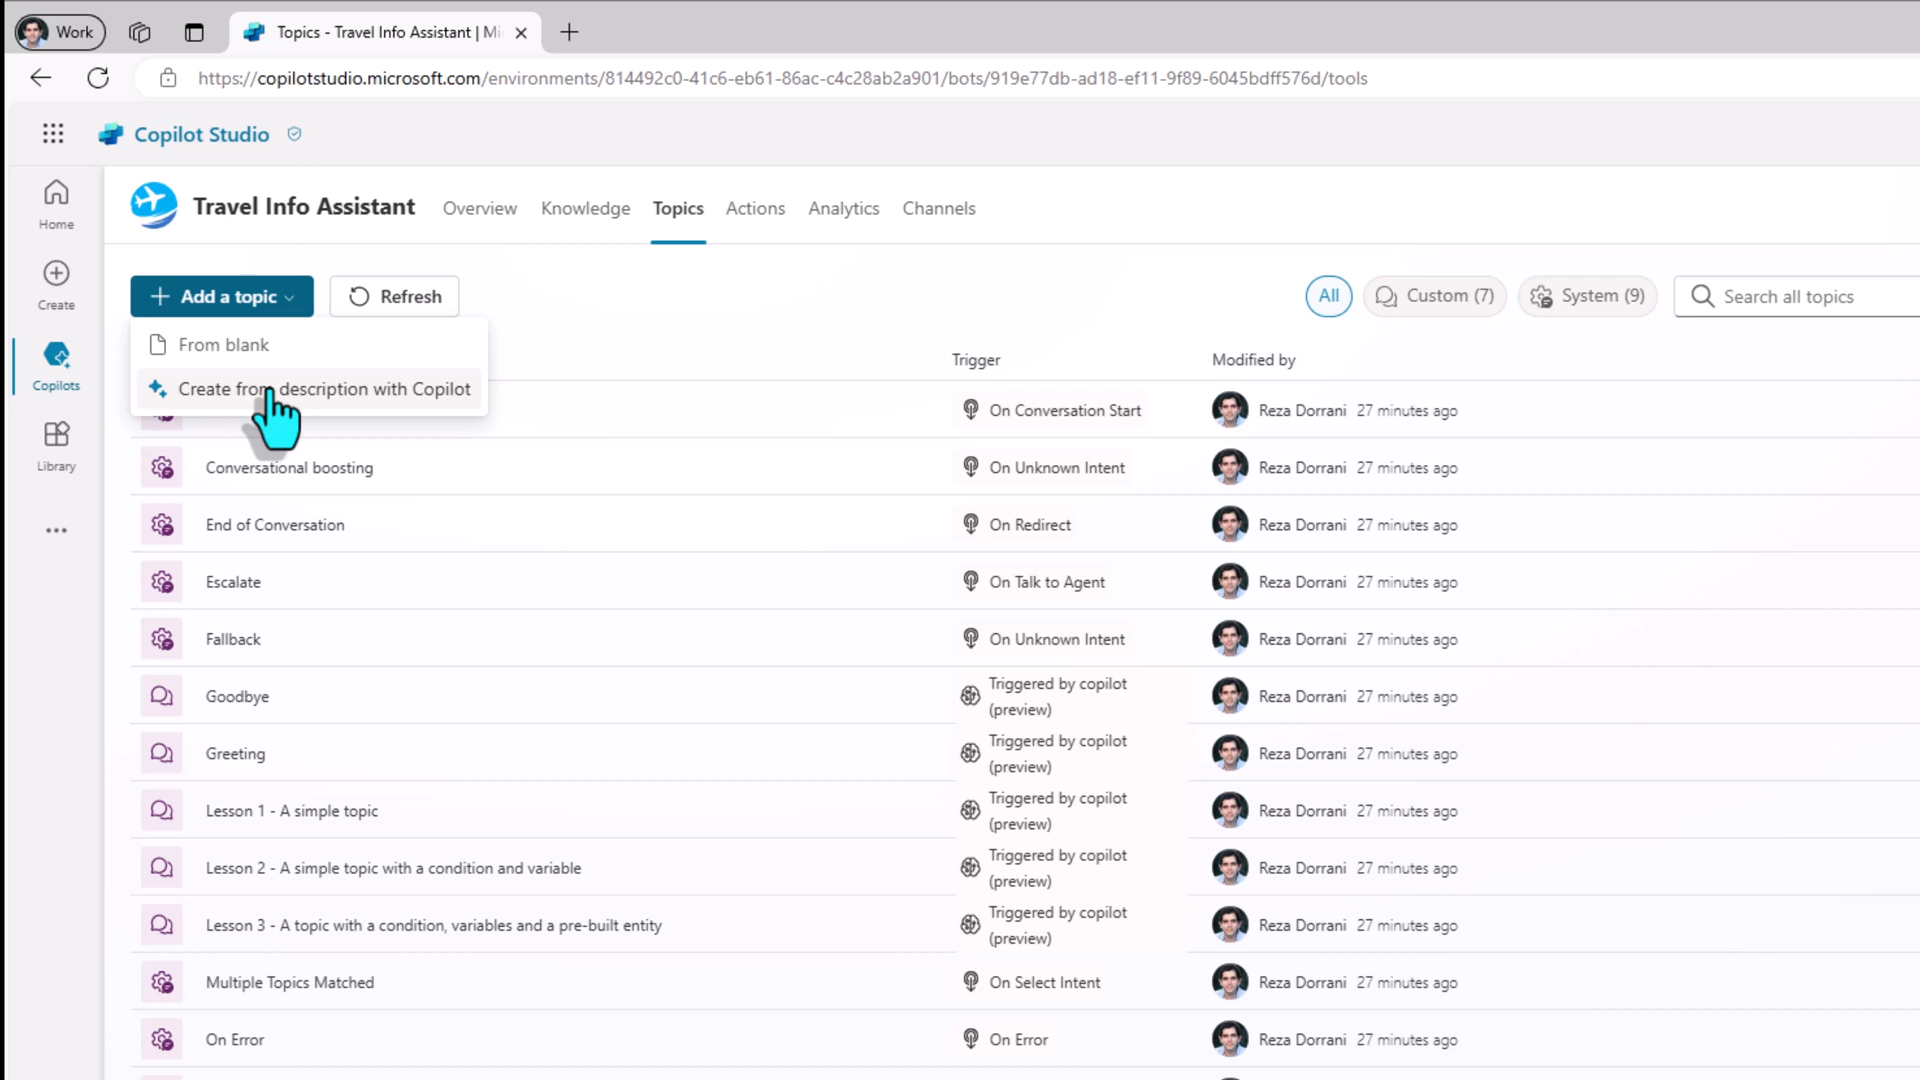 Work
Topics - Travel Info Assistant | Mi
https://copilotstudio.microsoft.com/environments/814492c0-41c6-eb61-86ac-c4c28ab2a901/bots/919e77db-ad18-ef11-9f89-6045bdff576d/tools
Copilot Studio
Home
Create
Copilots
Library
Travel Info Assistant
Overview
Knowledge
Topics
Actions
Analytics
Channels
Add a topic
Refresh
All
Custom (7)
System (9)
Search all topics
From blank
Create from description with Copilot
Trigger
Modified by
On Conversation Start
Reza Dorrani 27 minutes ago
Conversational boosting
On Unknown Intent
Reza Dorrani 27 minutes ago
End of Conversation
On Redirect
Reza Dorrani 27 minutes ago
Escalate
On Talk to Agent
Reza Dorrani 27 minutes ago
Fallback
On Unknown Intent
Reza Dorrani 27 minutes ago
Goodbye
Triggered by copilot
(preview)
Reza Dorrani 27 minutes ago
Greeting
Triggered by copilot
(preview)
Reza Dorrani 27 minutes ago
Lesson 1 - A simple topic
Triggered by copilot
(preview)
Reza Dorrani 27 minutes ago
Lesson 2 - A simple topic with a condition and variable
Triggered by copilot
(preview)
Reza Dorrani 27 minutes ago
Lesson 3 - A topic with a condition, variables and a pre-built entity
Triggered by copilot
(preview)
Reza Dorrani 27 minutes ago
Multiple Topics Matched
On Select Intent
Reza Dorrani 27 minutes ago
On Error
On Error
Reza Dorrani 27 minutes ago